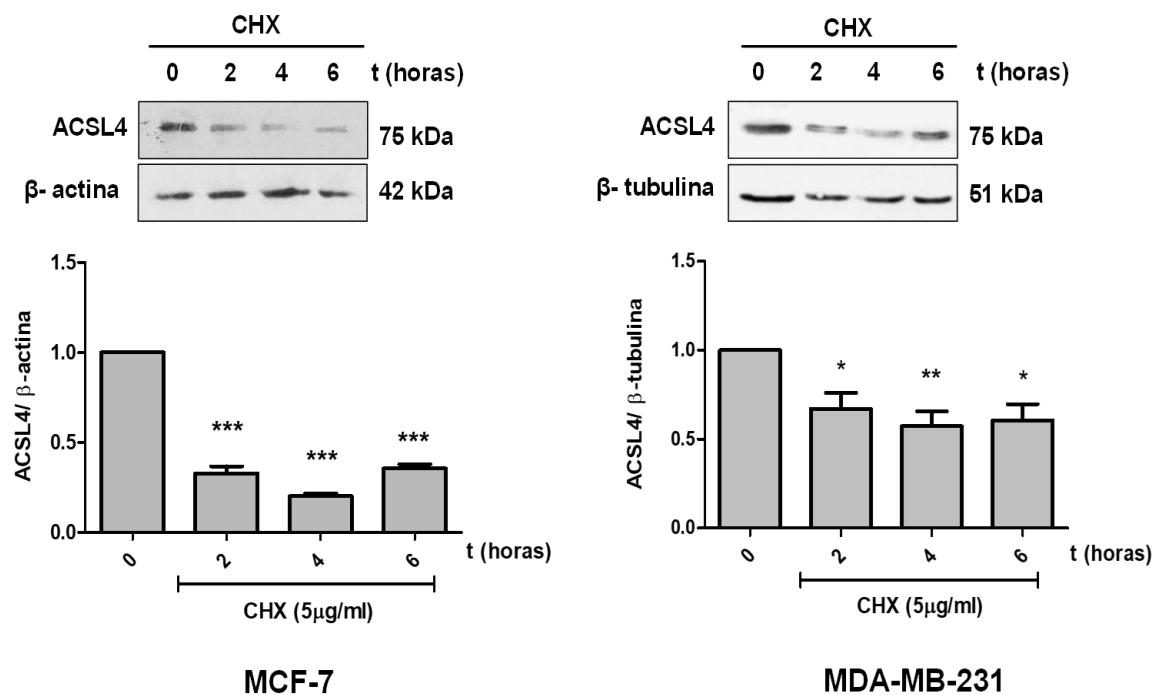 CHX
0 2 4 6 t (horas)
ACSL4 75 kDa
β- actina 42 kDa
ACSL4/ β-actina
1.5
1.0
0.5
0.0
*** *** ***
0 2 4 6 t (horas)
CHX (5μg/ml)
MCF-7
CHX
0 2 4 6 t (horas)
ACSL4 75 kDa
β- tubulina 51 kDa
ACSL4/ β-tubulina
1.5
1.0
0.5
0.0
* ** *
0 2 4 6 t (horas)
CHX (5μg/ml)
MDA-MB-231